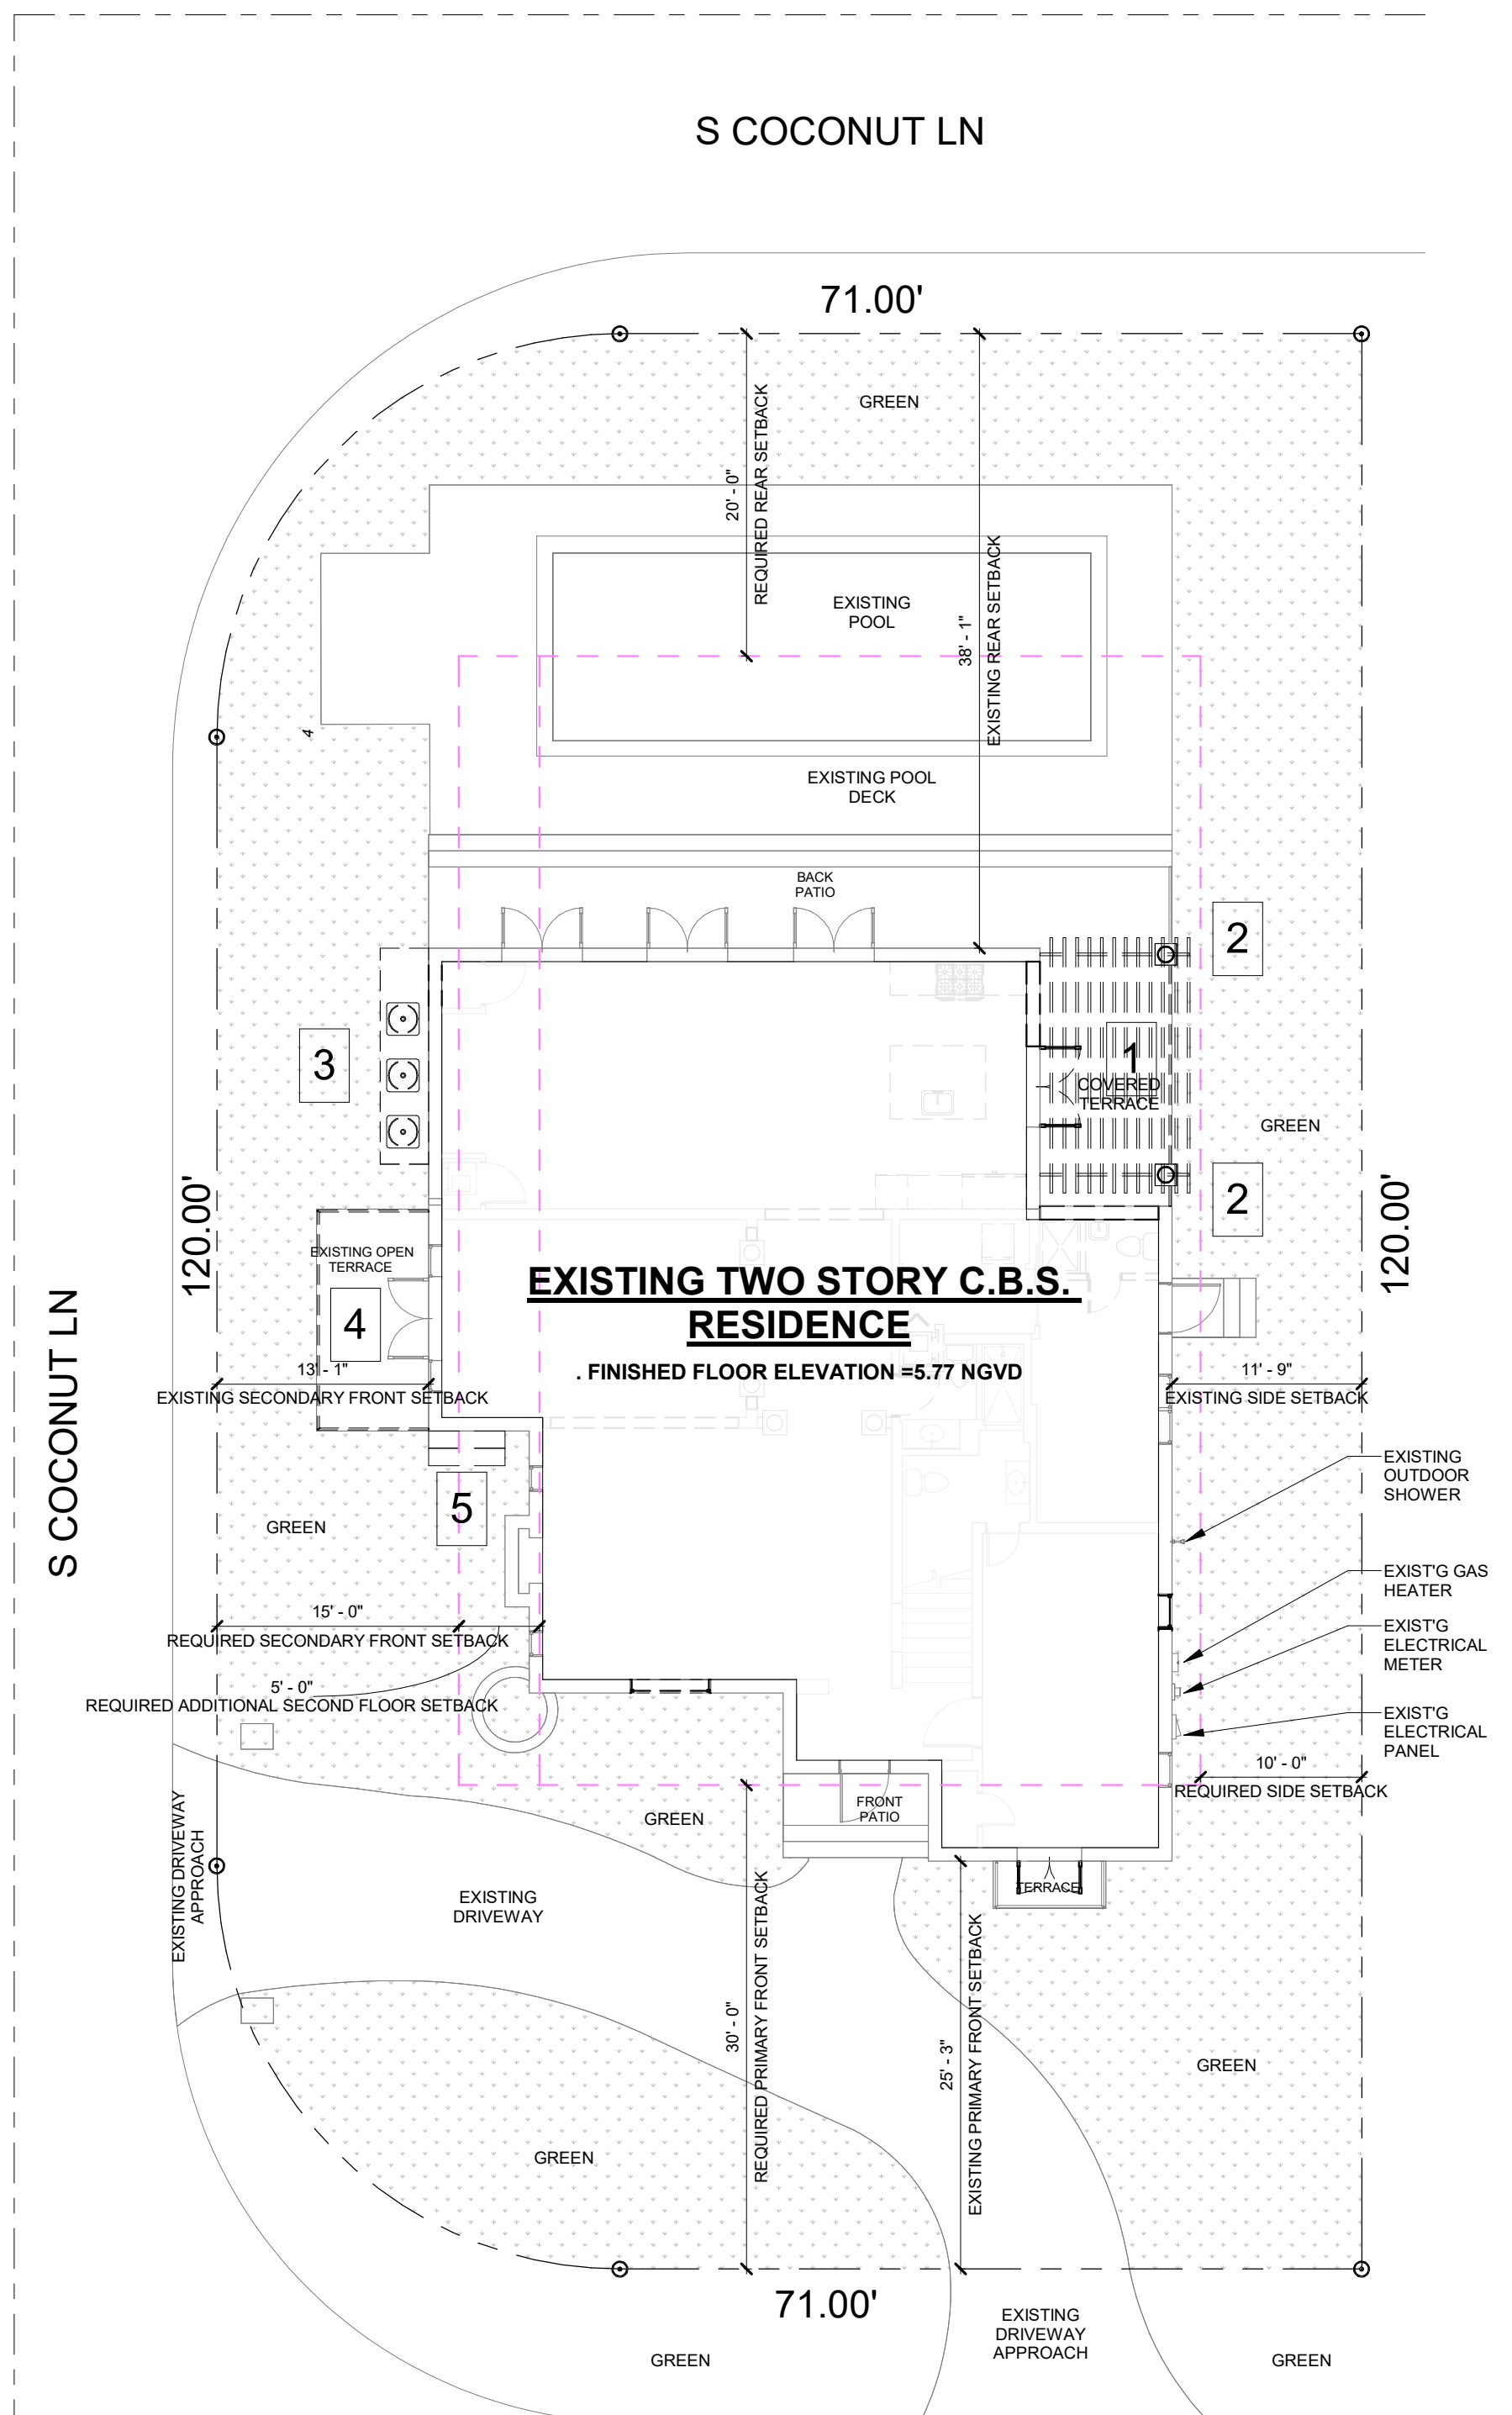 S COCONUT LN
71.00'
GREEN
20' - 0"
REQUIRED REAR SETBACK
38' - 1"
EXISTING REAR SETBACK
EXISTING
POOL
4
EXISTING POOL
DECK
BACK
PATIO
2
3
1
COVERED
TERRACE
GREEN
2
120.00'
120.00'
EXISTING OPEN
TERRACE
4
EXISTING TWO STORY C.B.S.
RESIDENCE
. FINISHED FLOOR ELEVATION =5.77 NGVD
13' - 1"
EXISTING SECONDARY FRONT SETBACK
11' - 9"
EXISTING SIDE SETBACK
S COCONUT LN
5
GREEN
EXISTING
OUTDOOR
SHOWER
EXIST'G GAS
HEATER
EXIST'G
ELECTRICAL
METER
EXIST'G
ELECTRICAL
PANEL
15' - 0"
REQUIRED SECONDARY FRONT SETBACK
5' - 0"
REQUIRED ADDITIONAL SECOND FLOOR SETBACK
10' - 0"
REQUIRED SIDE SETBACK
FRONT
PATIO
GREEN
EXISTING DRIVEWAY
APPROACH
EXISTING
DRIVEWAY
TERRACE
30' - 0"
REQUIRED PRIMARY FRONT SETBACK
25' - 3"
EXISTING PRIMARY FRONT SETBACK
GREEN
GREEN
71.00'
EXISTING
DRIVEWAY
APPROACH
GREEN
GREEN